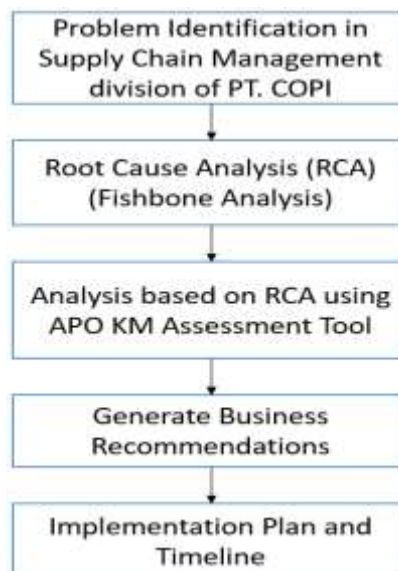 Problem Identification in
Supply Chain Management
division of PT. COPI
Root Cause Analysis (RCA)
(Fishbone Analysis)
Analysis based on RCA using
APO KM Assessment Tool
Generate Business
Recommendations
Implementation Plan and
Timeline